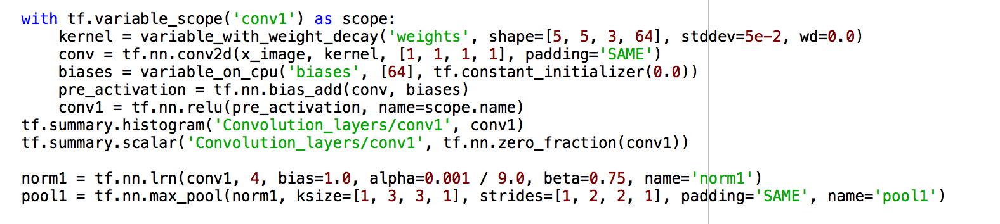 with tf.variable_scope('conv1') as scope:
    kernel = variable_with_weight_decay('weights', shape=[5, 5, 3, 64], stddev=5e-2, wd=0.0)
    conv = tf.nn.conv2d(x_image, kernel, [1, 1, 1, 1], padding='SAME')
    biases = variable_on_cpu('biases', [64], tf.constant_initializer(0.0))
    pre_activation = tf.nn.bias_add(conv, biases)
    conv1 = tf.nn.relu(pre_activation, name=scope.name)
tf.summary.histogram('Convolution_layers/conv1', conv1)
tf.summary.scalar('Convolution_layers/conv1', tf.nn.zero_fraction(conv1))

norm1 = tf.nn.lrn(conv1, 4, bias=1.0, alpha=0.001 / 9.0, beta=0.75, name='norm1')
pool1 = tf.nn.max_pool(norm1, ksize=[1, 3, 3, 1], strides=[1, 2, 2, 1], padding='SAME', name='pool1')